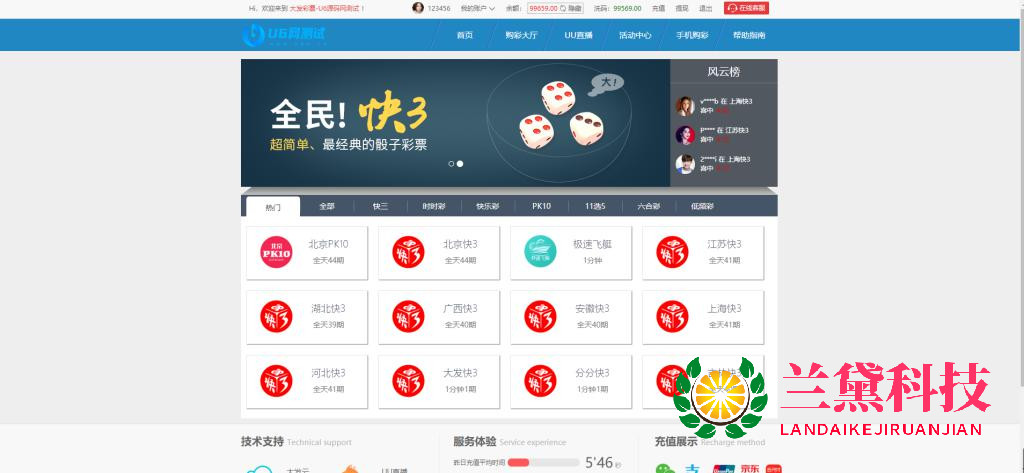 Hi，欢迎来到 大发彩票-U6源码网测试！
123456 我的账户 余额： 99659.00 隐藏 洗码：99569.00 充值 提现 退出 在线客服
U6网测试
首页 购彩大厅 UU直播 活动中心 手机购彩 帮助指南
全民! 快3
超简单、最经典的骰子彩票
大!
风云榜
v****b 在 上海快3
喜中
P**** 在 江苏快3
喜中
2****i 在 上海快3
喜中
热门 全部 快三 时时彩 快乐彩 PK10 11选5 六合彩 低频彩
北京PK10
全天44期
北京快3
全天44期
极速飞艇
1分钟
江苏快3
全天41期
湖北快3
全天39期
广西快3
全天40期
安徽快3
全天40期
上海快3
全天41期
河北快3
全天41期
大发快3
1分钟1期
分分快3
1分钟1期
吉林快3
兰黛科技
LANDAIKEJIRUANJIAN
技术支持 Technical support
服务体验 Service experience
充值展示 Recharge method
大发云
UU直播
昨日充值平均时间 5'46 秒